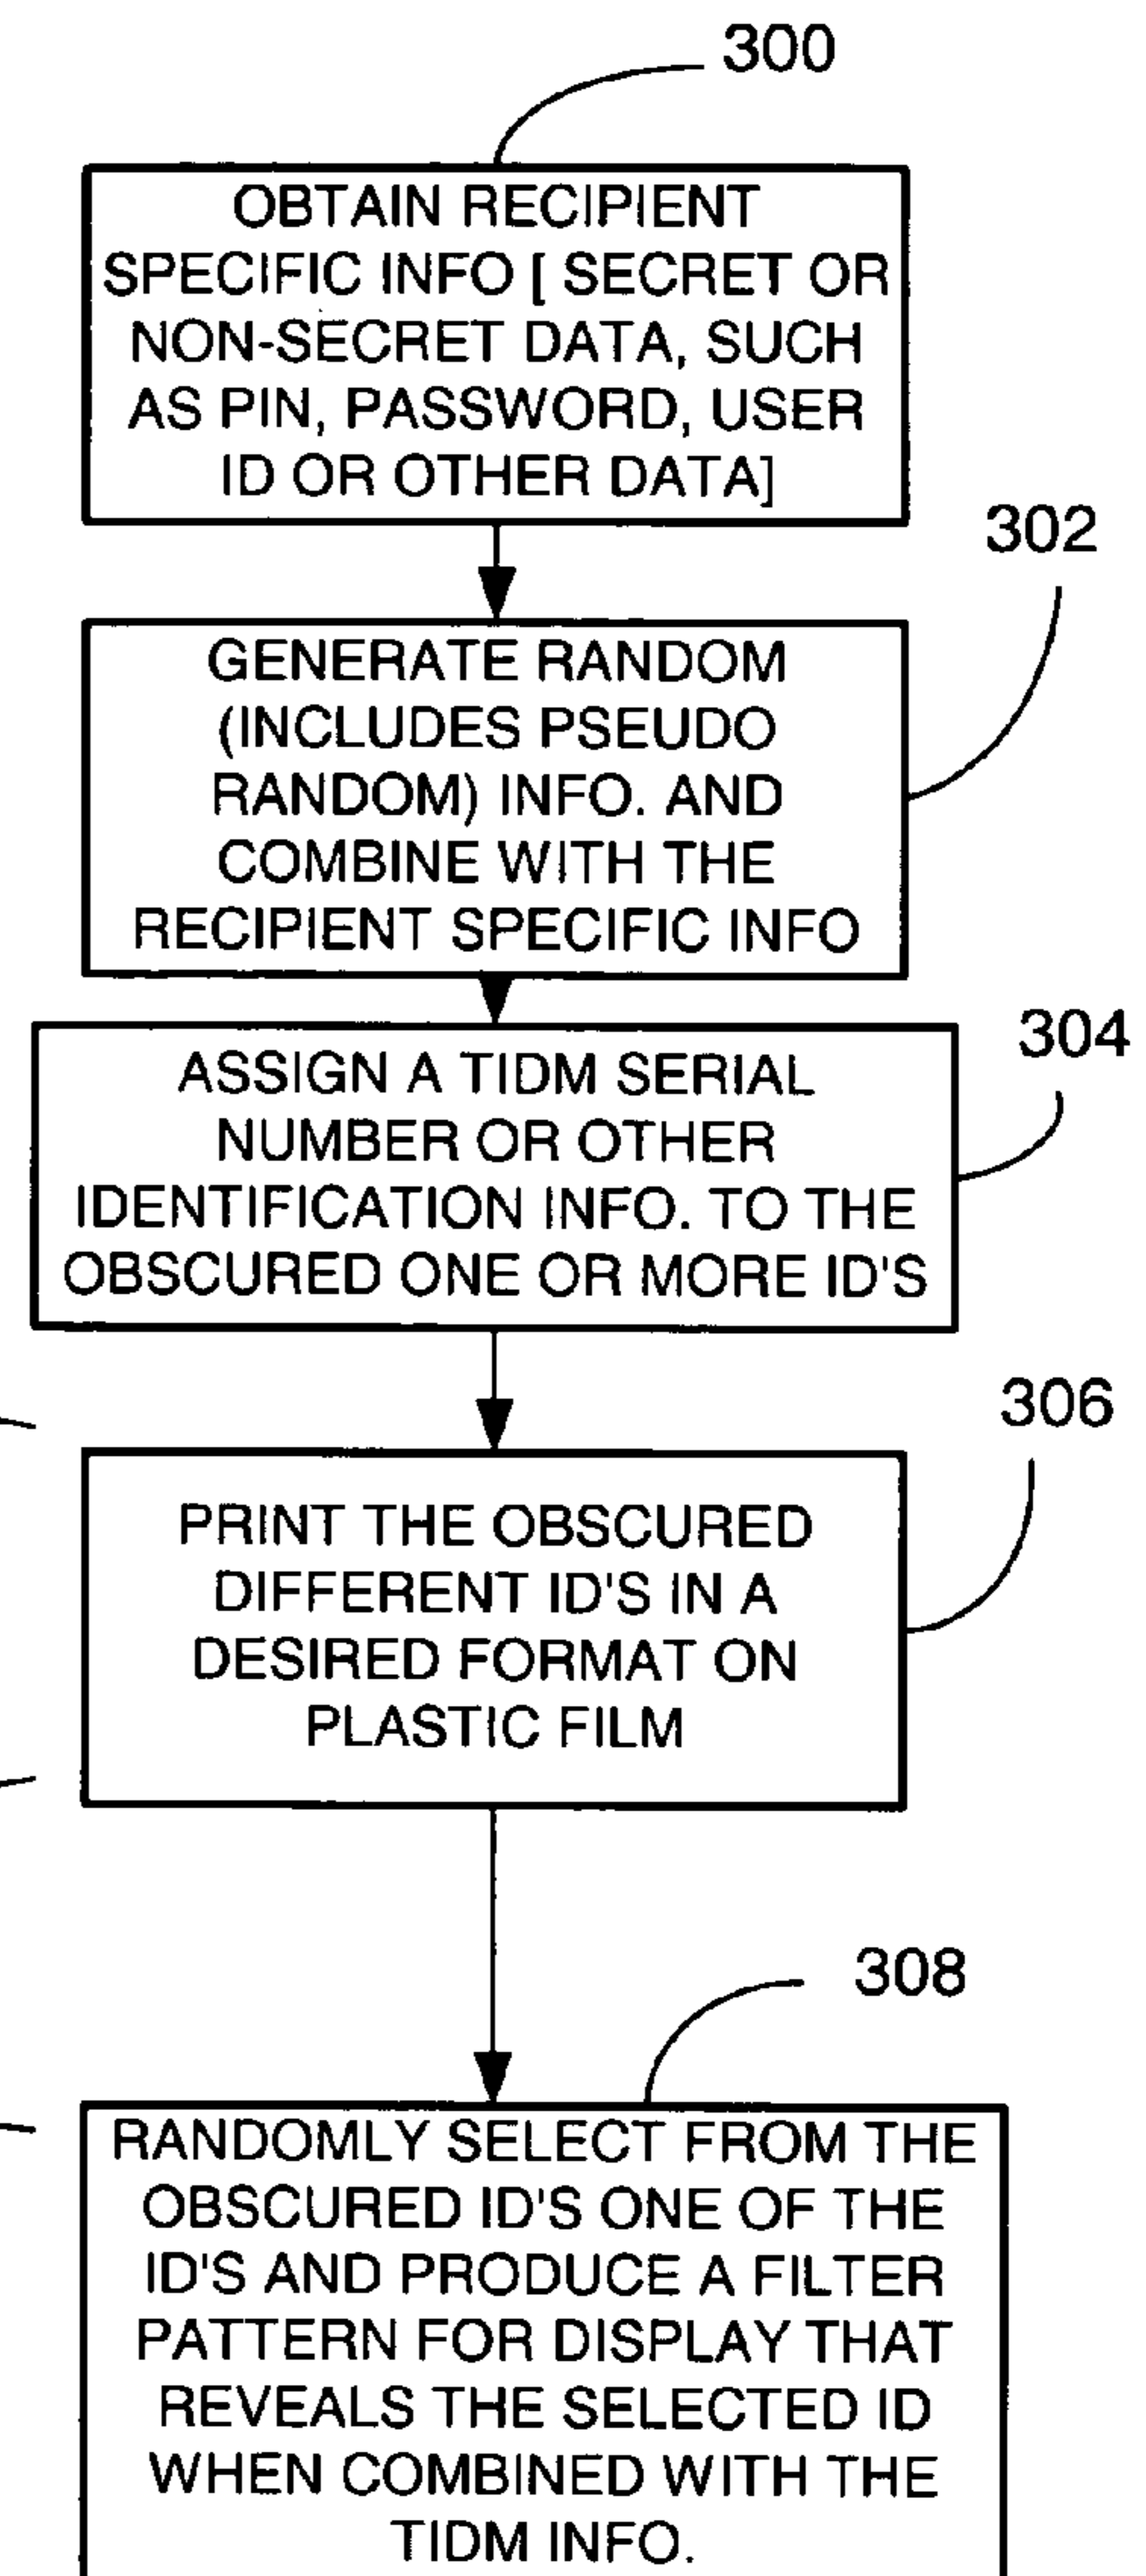 300
OBTAIN RECIPIENT
SPECIFIC INFO [ SECRET OR
NON-SECRET DATA, SUCH
AS PIN, PASSWORD, USER
ID OR OTHER DATA]
302
GENERATE RANDOM
(INCLUDES PSEUDO
RANDOM) INFO. AND
COMBINE WITH THE
RECIPIENT SPECIFIC INFO
304
ASSIGN A TIDM SERIAL
NUMBER OR OTHER
IDENTIFICATION INFO. TO THE
OBSCURED ONE OR MORE ID'S
306
PRINT THE OBSCURED
DIFFERENT ID'S IN A
DESIRED FORMAT ON
PLASTIC FILM
308
RANDOMLY SELECT FROM THE
OBSCURED ID'S ONE OF THE
ID'S AND PRODUCE A FILTER
PATTERN FOR DISPLAY THAT
REVEALS THE SELECTED ID
WHEN COMBINED WITH THE
TIDM INFO.